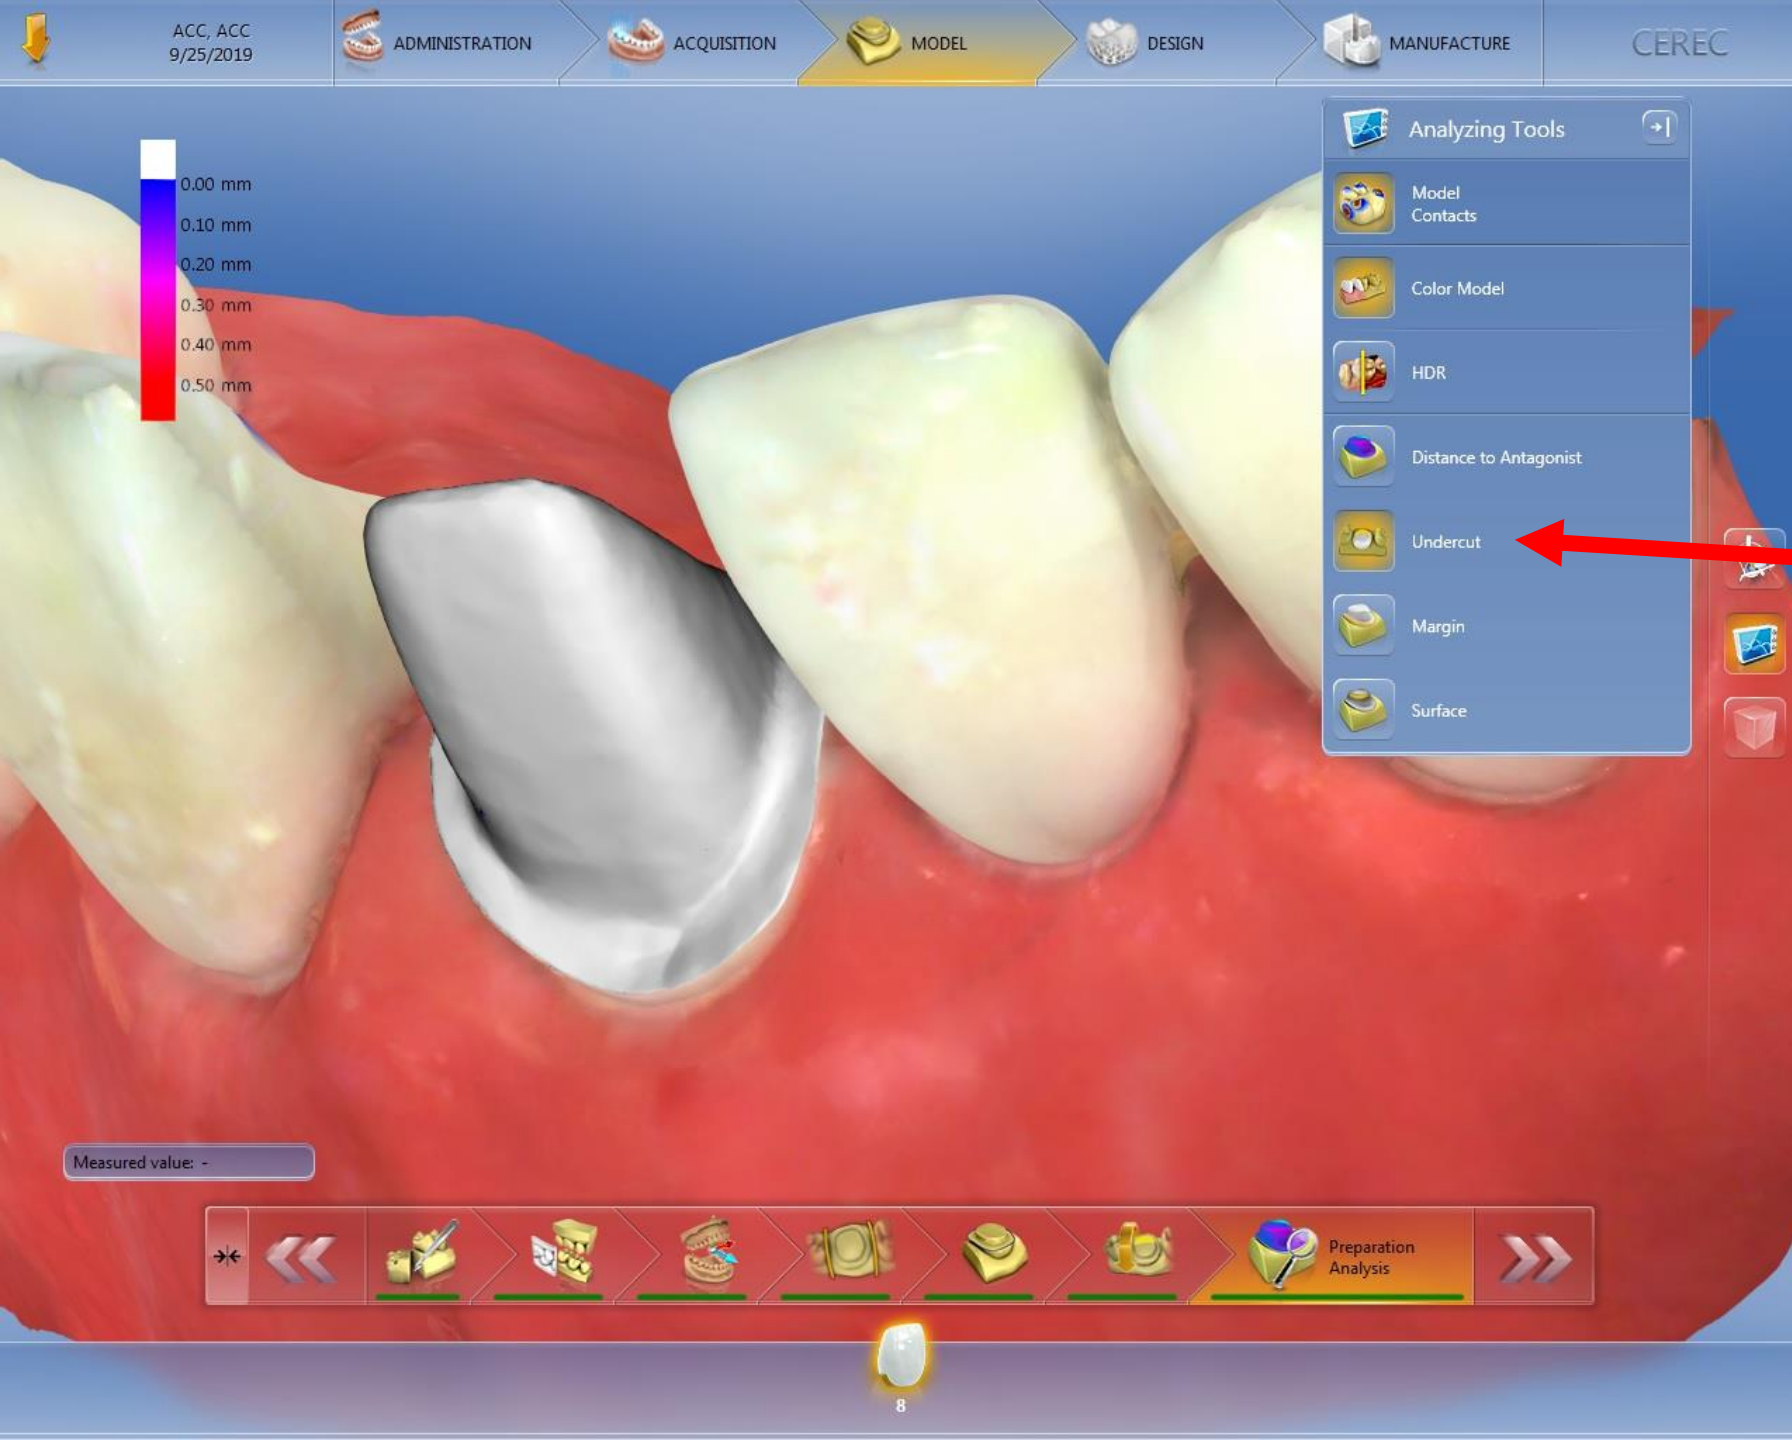 ACC, ACC
9/25/2019
ADMINISTRATION
ACQUISITION
MODEL
DESIGN
MANUFACTURE
CEREC
Analyzing Tools
Model
Contacts
Color Model
HDR
Distance to Antagonist
Undercut
Margin
Surface
0.00 mm
0.10 mm
0.20 mm
0.30 mm
0.40 mm
0.50 mm
Measured value: -
Preparation
Analysis
8